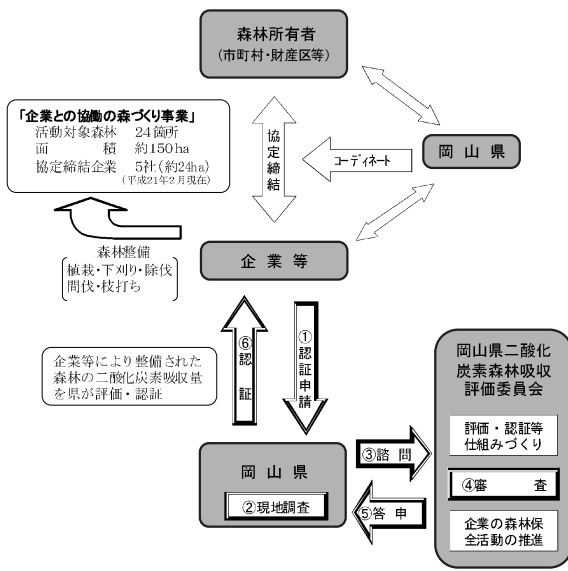 森林所有者
(市町村・財産区等)
「企業との協働の森づくり事業」
活動対象森林　24箇所
面　　　　積　約150ha
協定締結企業　5社(約24ha)
(平成21年2月現在)
協定締結
コーディネート
岡山県
森林整備
植栽・下刈り・除伐
間伐・枝打ち
企業等
企業等により整備された
森林の二酸化炭素吸収量
を県が評価・認証
⑥認証
①認証申請
岡山県
②現地調査
③諮問
⑤答申
岡山県二酸化
炭素森林吸収
評価委員会
評価・認証等
仕組みづくり
④審　査
企業の森林保
全活動の推進